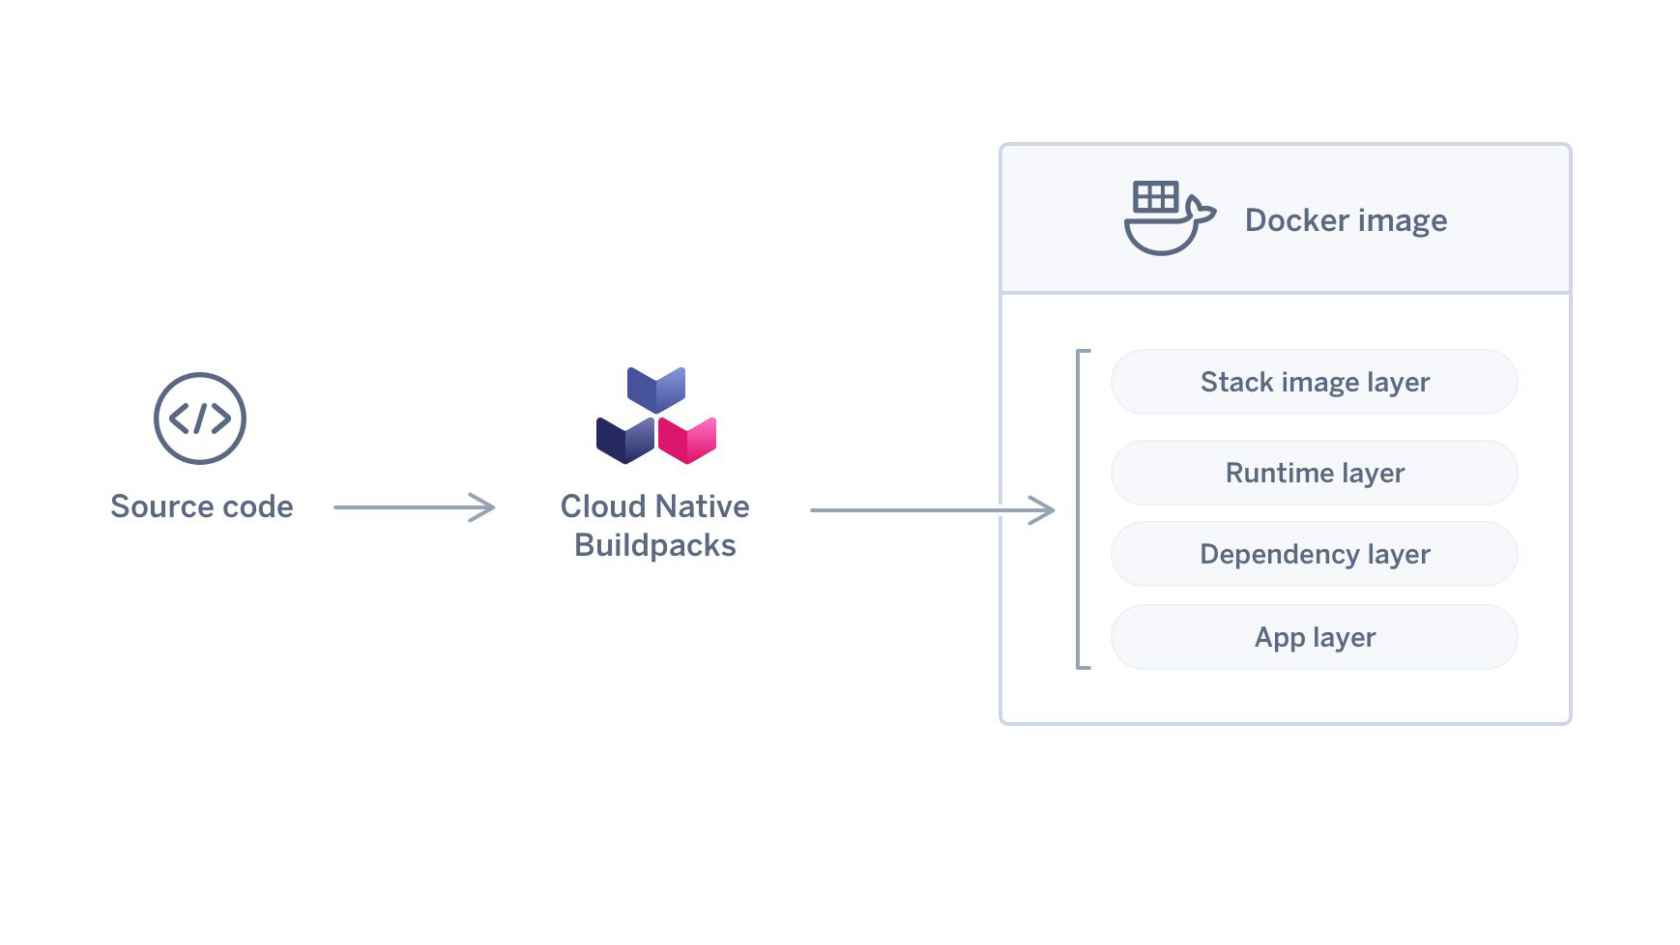 Docker image
Stack image layer
Runtime layer
Dependency layer
App layer
Source code
Cloud Native
Buildpacks